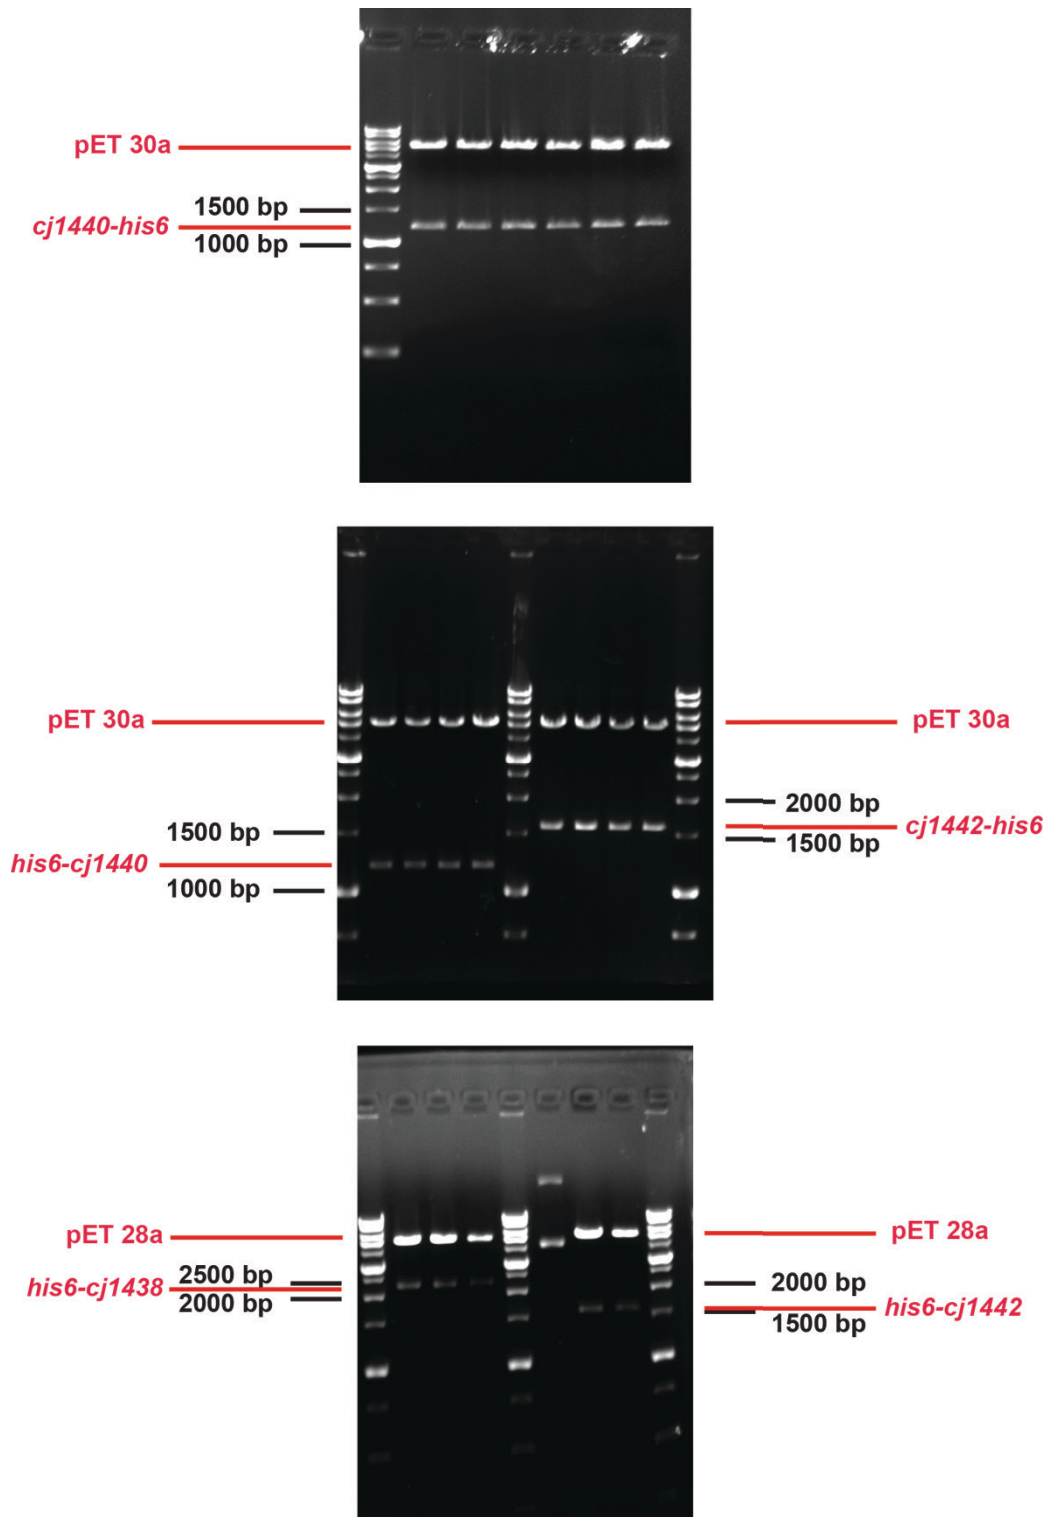 pET 30a
1500 bp
cj1440-his6
1000 bp
pET 30a
1500 bp
his6-cj1440
1000 bp
pET 30a
2000 bp
cj1442-his6
1500 bp
pET 28a
2500 bp
his6-cj1438
2000 bp
pET 28a
2000 bp
his6-cj1442
1500 bp